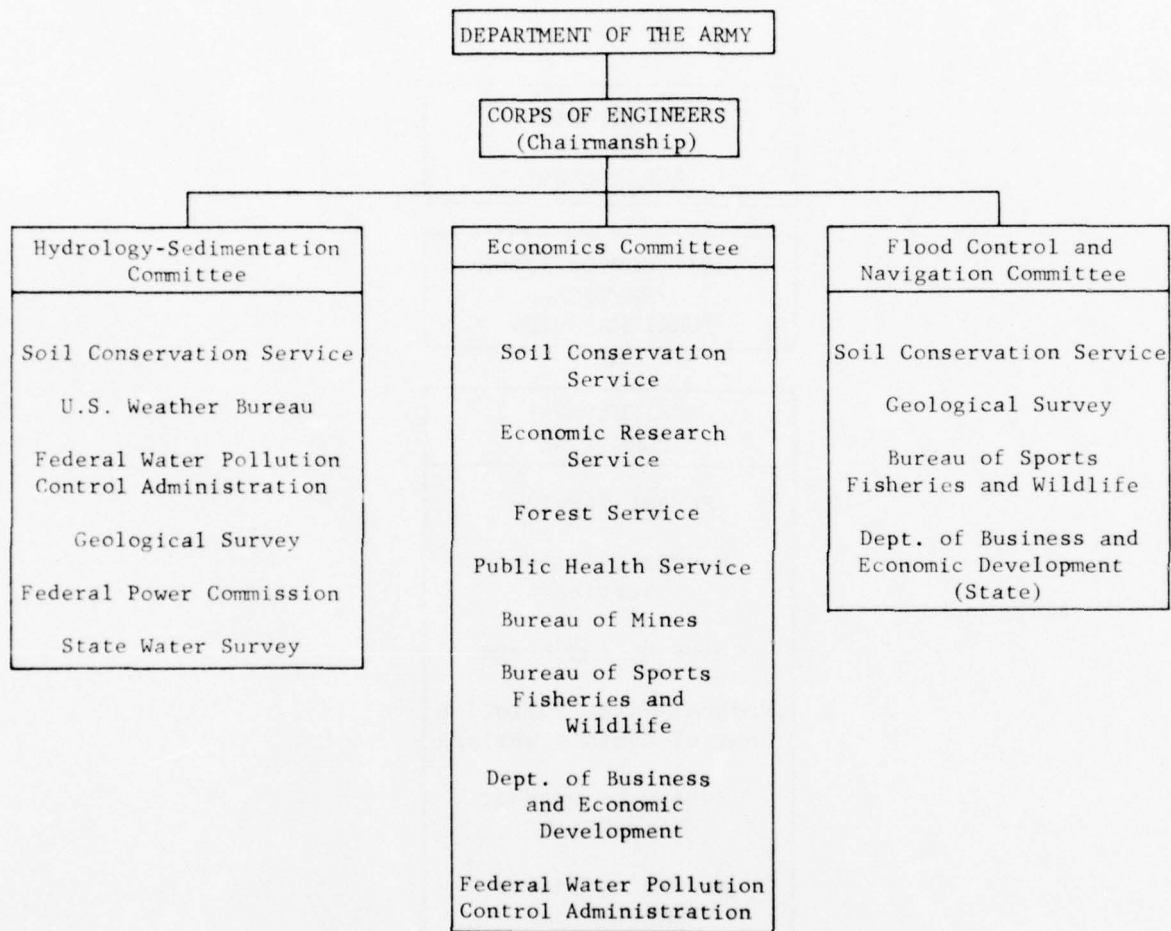 DEPARTMENT OF THE ARMY
CORPS OF ENGINEERS
(Chairmanship)
Hydrology-Sedimentation
Committee
Soil Conservation Service
U.S. Weather Bureau
Federal Water Pollution
Control Administration
Geological Survey
Federal Power Commission
State Water Survey
Economics Committee
Soil Conservation
Service
Economic Research
Service
Forest Service
Public Health Service
Bureau of Mines
Bureau of Sports
Fisheries and
Wildlife
Dept. of Business
and Economic
Development
Federal Water Pollution
Control Administration
Flood Control and
Navigation Committee
Soil Conservation Service
Geological Survey
Bureau of Sports
Fisheries and Wildlife
Dept. of Business and
Economic Development
(State)